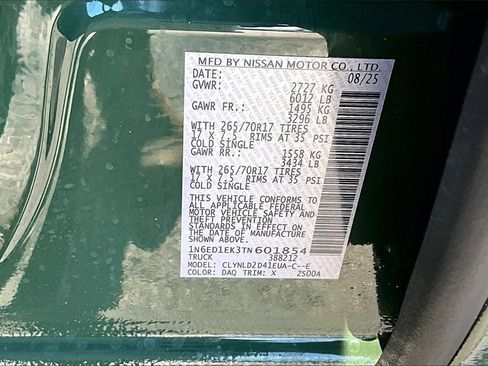 MFD BY NISSAN MOTOR CO., LTD.
DATE: 08/25
GVWR: 2727 KG
6012 LB
GAWR FR.: 1495 KG
3296 LB
WITH 265/70R17 TIRES
17 X 7.5 RIMS AT 35 PSI
COLD SINGLE
GAWR RR.: 1558 KG
3434 LB
WITH 265/70R17 TIRES
17 X 7.5 RIMS AT 35 PSI
COLD SINGLE
THIS VEHICLE CONFORMS TO
ALL APPLICABLE FEDERAL
MOTOR VEHICLE SAFETY AND
THEFT PREVENTION
STANDARDS IN EFFECT ON
THE DATE OF MANUFACTURE
SHOWN ABOVE.
1N6ED1EK3TN601854
TRUCK 388212
MODEL: CLYNLD2D41EUA-C--E
COLOR: DAQ TRIM: X ZS00A